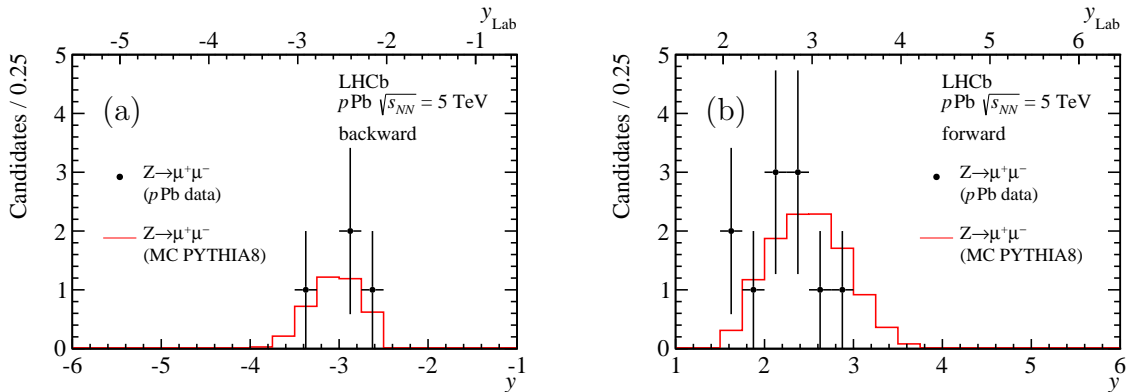 y_Lab
-5 -4 -3 -2 -1
Candidates / 0.25
5
4
3
2
1
0
(a)
LHCb
pPb √s_NN = 5 TeV
backward
Z→μ⁺μ⁻
(pPb data)
Z→μ⁺μ⁻
(MC PYTHIA8)
-6 -5 -4 -3 -2 -1
y
y_Lab
2 3 4 5 6
Candidates / 0.25
5
4
3
2
1
0
(b)
LHCb
pPb √s_NN = 5 TeV
forward
Z→μ⁺μ⁻
(pPb data)
Z→μ⁺μ⁻
(MC PYTHIA8)
1 2 3 4 5 6
y